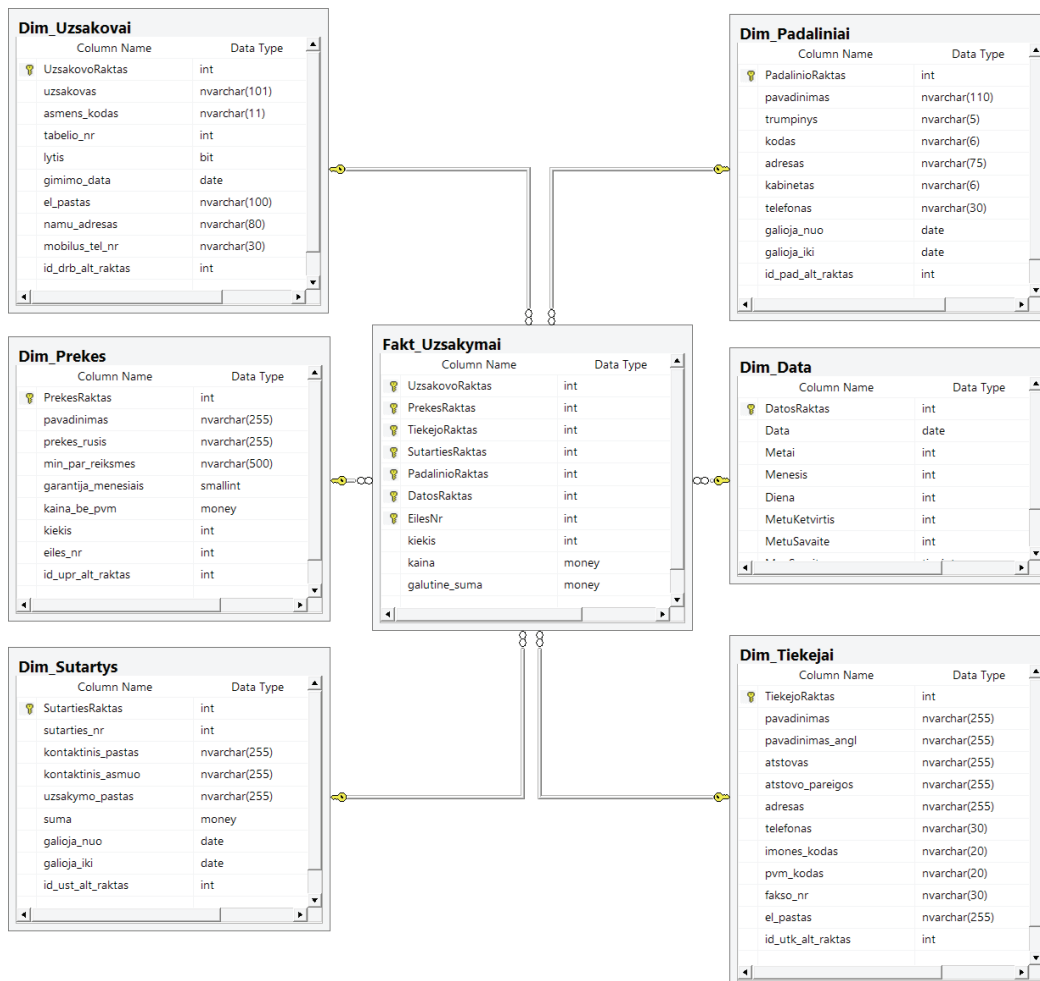 Dim_Uzsakovai
Column Name Data Type
UzsakovoRaktas int
uzsakovas nvarchar(101)
asmens_kodas nvarchar(11)
tabelio_nr int
lytis bit
gimimo_data date
el_pastas nvarchar(100)
namu_adresas nvarchar(80)
mobilus_tel_nr nvarchar(30)
id_drb_alt_raktas int
Dim_Padaliniai
Column Name Data Type
PadalinioRaktas int
pavadinimas nvarchar(110)
trumpinys nvarchar(5)
kodas nvarchar(6)
adresas nvarchar(75)
kabinetas nvarchar(6)
telefonas nvarchar(30)
galioja_nuo date
galioja_iki date
id_pad_alt_raktas int
Dim_Prekes
Column Name Data Type
PrekesRaktas int
pavadinimas nvarchar(255)
prekes_rusis nvarchar(255)
min_par_reiksmes nvarchar(500)
garantija_menesiais smallint
kaina_be_pvm money
kiekis int
eiles_nr int
id_upr_alt_raktas int
Fakt_Uzsakymai
Column Name Data Type
UzsakovoRaktas int
PrekesRaktas int
TiekejoRaktas int
SutartiesRaktas int
PadalinioRaktas int
DatosRaktas int
EilesNr int
kiekis int
kaina money
galutine_suma money
Dim_Data
Column Name Data Type
DatosRaktas int
Data date
Metai int
Menesis int
Diena int
MetuKetvirtis int
MetuSavaite int
Dim_Sutartys
Column Name Data Type
SutartiesRaktas int
sutarties_nr int
kontaktinis_pastas nvarchar(255)
kontaktinis_asmuo nvarchar(255)
uzsakymo_pastas nvarchar(255)
suma money
galioja_nuo date
galioja_iki date
id_ust_alt_raktas int
Dim_Tiekejai
Column Name Data Type
TiekejoRaktas int
pavadinimas nvarchar(255)
pavadinimas_angl nvarchar(255)
atstovas nvarchar(255)
atstovo_pareigos nvarchar(255)
adresas nvarchar(255)
telefonas nvarchar(30)
imones_kodas nvarchar(20)
pvm_kodas nvarchar(20)
fakso_nr nvarchar(30)
el_pastas nvarchar(255)
id_utk_alt_raktas int